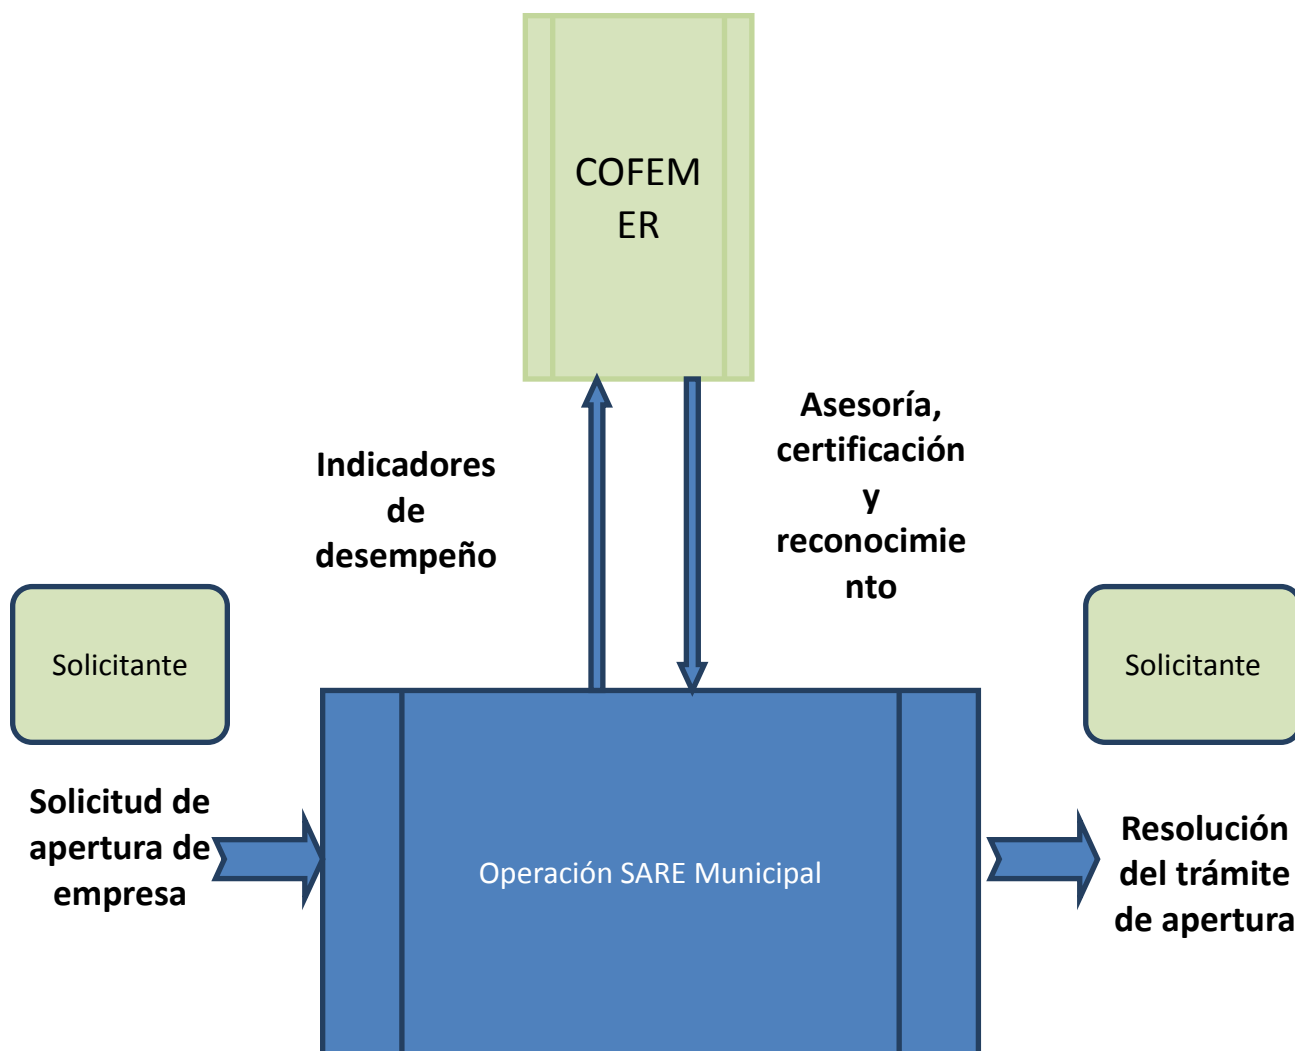 COFEM
ER
Indicadores
de
desempeño
Asesoría,
certificación
y
reconocimie
nto
Solicitante
Solicitante
Solicitud de
apertura de
empresa
Operación SARE Municipal
Resolución
del trámite
de apertura